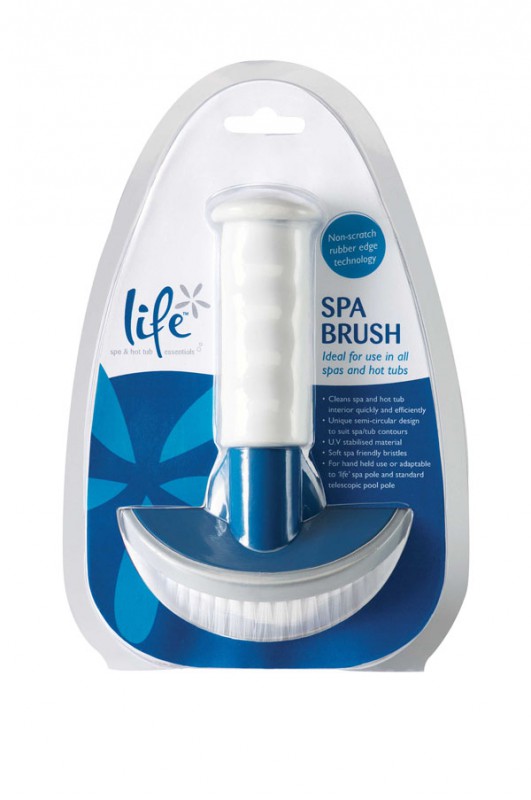 Non-scratch
rubber edge
technology
life™
spa & hot tub essentials
SPA
BRUSH
Ideal for use in all
spas and hot tubs
• Cleans spa and hot tub
interior quickly and efficiently
• Unique semi-circular design
to suit spa/tub contours
• U.V stabilised material
• Soft spa friendly bristles
• For hand held use or adaptable
to 'life' spa pole and standard
telescopic pool pole